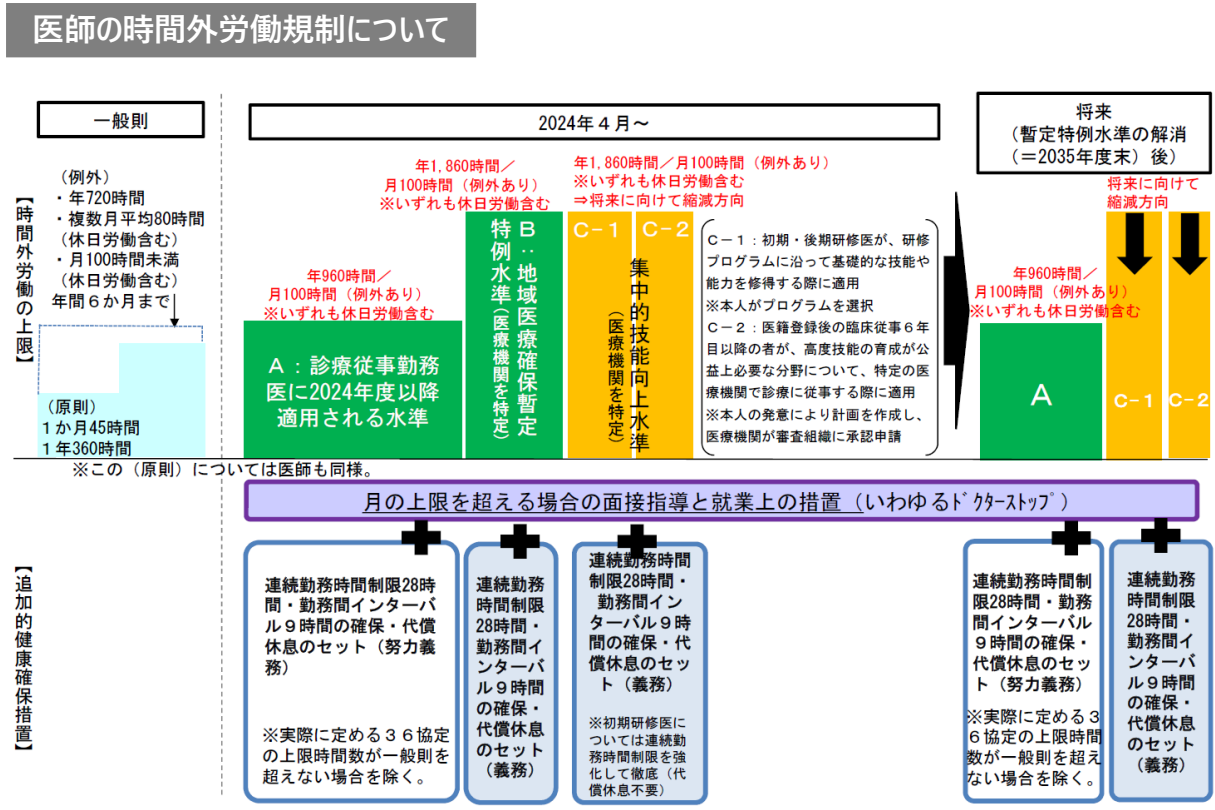 医師の時間外労働規制について
一般則
2024年４月～
将来
（暫定特例水準の解消
（＝2035年度末）後）
【時間外労働の上限】
（例外）
・年720時間
・複数月平均80時間
（休日労働含む）
・月100時間未満
（休日労働含む）
年間６か月まで
（原則）
１か月45時間
１年360時間
※この（原則）については医師も同様。
年960時間／
月100時間（例外あり）
※いずれも休日労働含む
Ａ：診療従事勤務
医に2024年度以降
適用される水準
年1,860時間／
月100時間（例外あり）
※いずれも休日労働含む
Ｂ：地域医療確保暫定
特例水準（医療機関を特定）
年1,860時間／月100時間（例外あり）
※いずれも休日労働含む
⇒将来に向けて縮減方向
Ｃ－１
Ｃ－２
集中的技能向上水準
（医療機関を特定）
Ｃ－１：初期・後期研修医が、研修
プログラムに沿って基礎的な技能や
能力を修得する際に適用
※本人がプログラムを選択
Ｃ－２：医籍登録後の臨床従事６年
目以降の者が、高度技能の育成が公
益上必要な分野について、特定の医
療機関で診療に従事する際に適用
※本人の発意により計画を作成し、
医療機関が審査組織に承認申請
年960時間／
月100時間（例外あり）
※いずれも休日労働含む
Ａ
将来に向けて
縮減方向
Ｃ－１
Ｃ－２
月の上限を超える場合の面接指導と就業上の措置（いわゆるﾄﾞｸﾀｰｽﾄｯﾌﾟ）
【追加的健康確保措置】
連続勤務時間制限28時
間・勤務間インターバ
ル９時間の確保・代償
休息のセット（努力義
務）
※実際に定める３６協定
の上限時間数が一般則を
超えない場合を除く。
連続勤務
時間制限
28時間・
勤務間イ
ンターバ
ル９時間
の確保・
代償休息
のセット
（義務）
連続勤務時間
制限28時間・
勤務間イン
ターバル９時
間の確保・代
償休息のセッ
ト（義務）
※初期研修医に
ついては連続勤
務時間制限を強
化して徹底（代
償休息不要）
連続勤務時間制
限28時間・勤務
間インターバル
９時間の確保・
代償休息のセッ
ト（努力義務）
※実際に定める３
６協定の上限時間
数が一般則を超え
ない場合を除く。
連続勤務
時間制限
28時間・
勤務間イ
ンターバ
ル９時間
の確保・
代償休息
のセット
（義務）